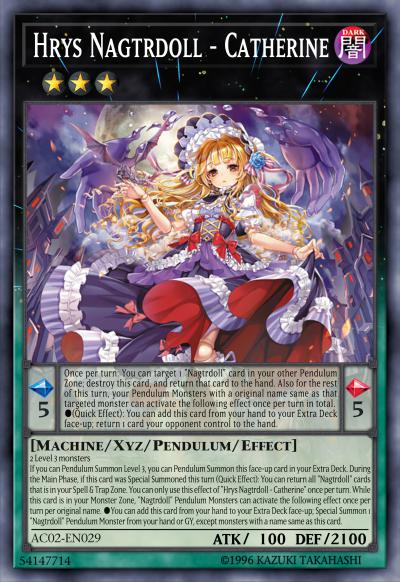 Hrys Nagtrdoll - Catherine
DARK
闇
Once per turn: You can target 1 "Nagtrdoll" card in your other Pendulum
Zone; destroy this card, and return that card to the hand. Also for the rest
of this turn, your Pendulum Monsters with a original name same as that
targeted monster can activate the following effect once per turn in total.
●(Quick Effect): You can add this card from your hand to your Extra Deck
face-up; return 1 card your opponent control to the hand.
5
5
[Machine/Xyz/Pendulum/Effect]
2 Level 3 monsters
If you can Pendulum Summon Level 3, you can Pendulum Summon this face-up card in your Extra Deck. During
the Main Phase, if this card was Special Summoned this turn (Quick Effect): You can return all "Nagtrdoll" cards
that is in your Spell & Trap Zone. You can only use this effect of "Hrys Nagtrdoll - Catherine" once per turn. While
this card is in your Monster Zone, "Nagtrdoll" Pendulum Monsters can activate the following effect once per
turn per original name. ●You can add this card from your hand to your Extra Deck face-up; Special Summon 1
"Nagtrdoll" Pendulum Monster from your hand or GY, except monsters with a name same as this card.
AC02-EN029
ATK/ 100 DEF/2100
54147714
©1996 KAZUKI TAKAHASHI